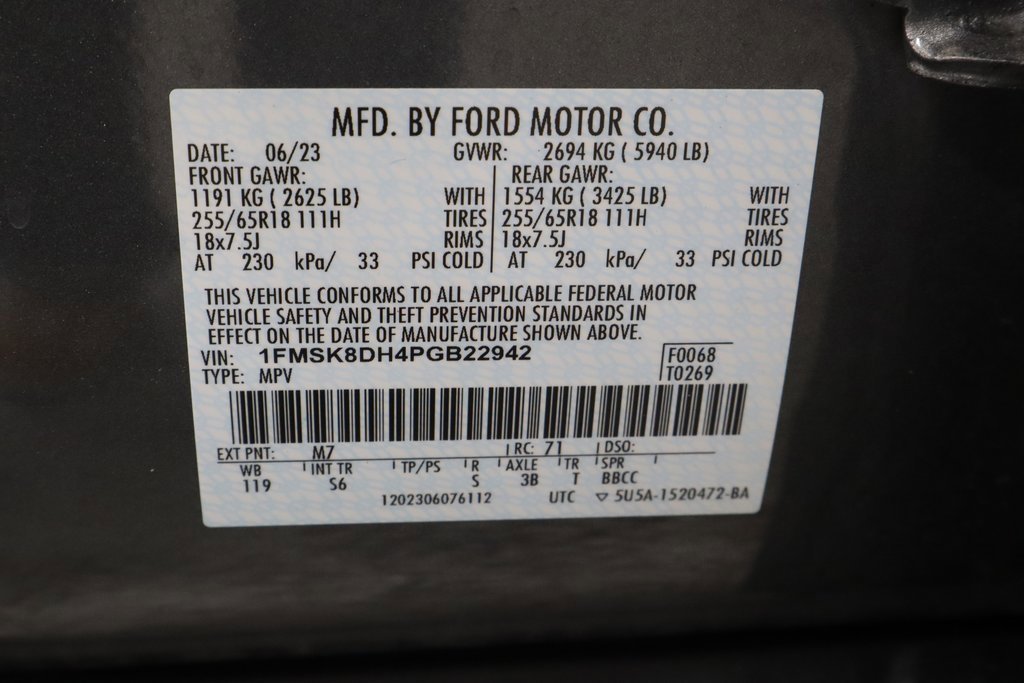 MFD. BY FORD MOTOR CO.
DATE: 06/23 GVWR: 2694 KG ( 5940 LB)
FRONT GAWR: REAR GAWR:
1191 KG ( 2625 LB) WITH 1554 KG ( 3425 LB) WITH
255/65R18 111H TIRES 255/65R18 111H TIRES
18x7.5J RIMS 18x7.5J RIMS
AT 230 kPa/ 33 PSI COLD AT 230 kPa/ 33 PSI COLD
THIS VEHICLE CONFORMS TO ALL APPLICABLE FEDERAL MOTOR
VEHICLE SAFETY AND THEFT PREVENTION STANDARDS IN
EFFECT ON THE DATE OF MANUFACTURE SHOWN ABOVE.
VIN: 1FMSK8DH4PGB22942 F0068
TYPE: MPV T0269
EXT PNT: M7 RC: 71 DSO:
WB INT TR TP/PS R AXLE TR SPR
119 S6 S 3B T BBCC
1202306076112 UTC ▽ 5U5A-1520472-BA